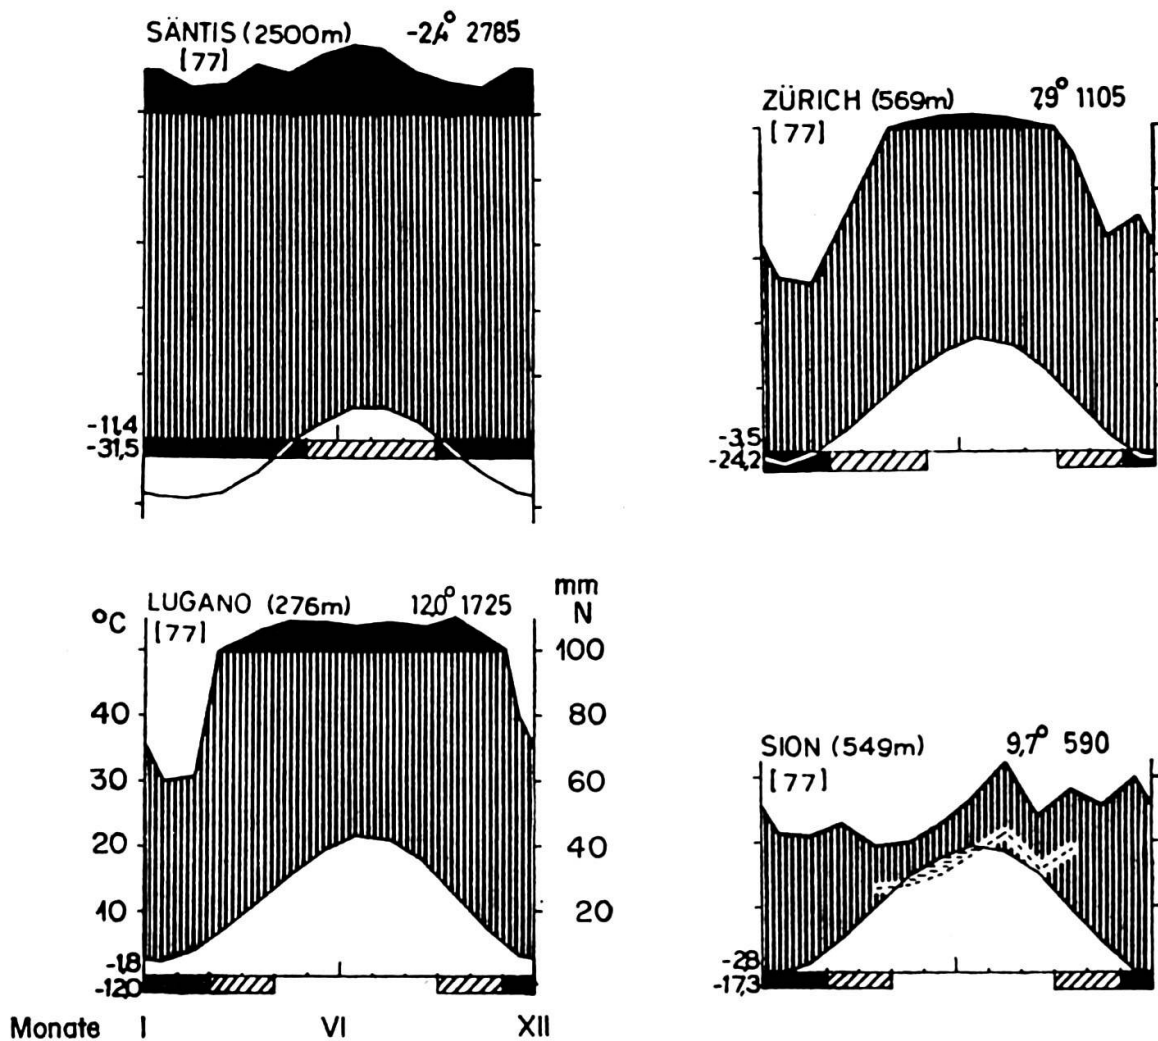 SÄNTIS (2500m) -2,4° 2785
[77]
-11,4
-31,5
ZÜRICH (569m) 7,9° 1105
[77]
-3,5
-24,2
LUGANO (276m) 12,0° 1725
[77]
°C
mm
N
100
40
80
30
60
20
40
10
20
-1,8
-12,0
Monate I VI XII
SION (549m) 9,7° 590
[77]
-2,8
-17,3